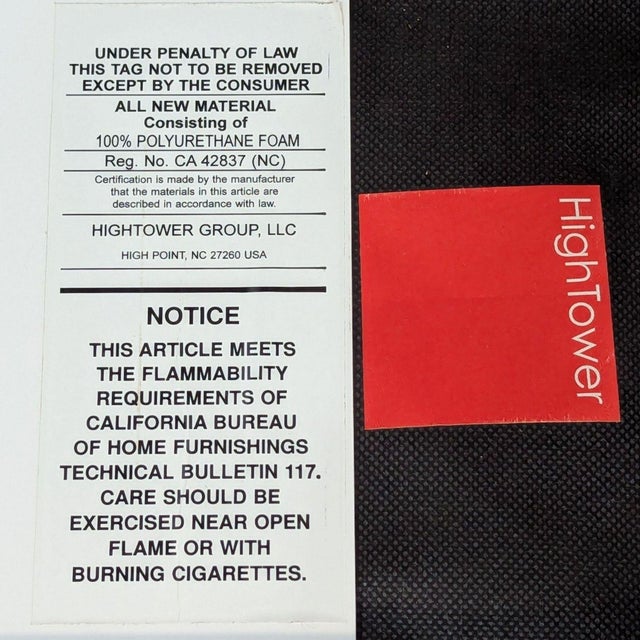 UNDER PENALTY OF LAW
THIS TAG NOT TO BE REMOVED
EXCEPT BY THE CONSUMER
ALL NEW MATERIAL
Consisting of
100% POLYURETHANE FOAM
Reg. No. CA 42837 (NC)
Certification is made by the manufacturer
that the materials in this article are
described in accordance with law.
HIGHTOWER GROUP, LLC
HIGH POINT, NC 27260 USA
NOTICE
THIS ARTICLE MEETS
THE FLAMMABILITY
REQUIREMENTS OF
CALIFORNIA BUREAU
OF HOME FURNISHINGS
TECHNICAL BULLETIN 117.
CARE SHOULD BE
EXERCISED NEAR OPEN
FLAME OR WITH
BURNING CIGARETTES.
HighTower